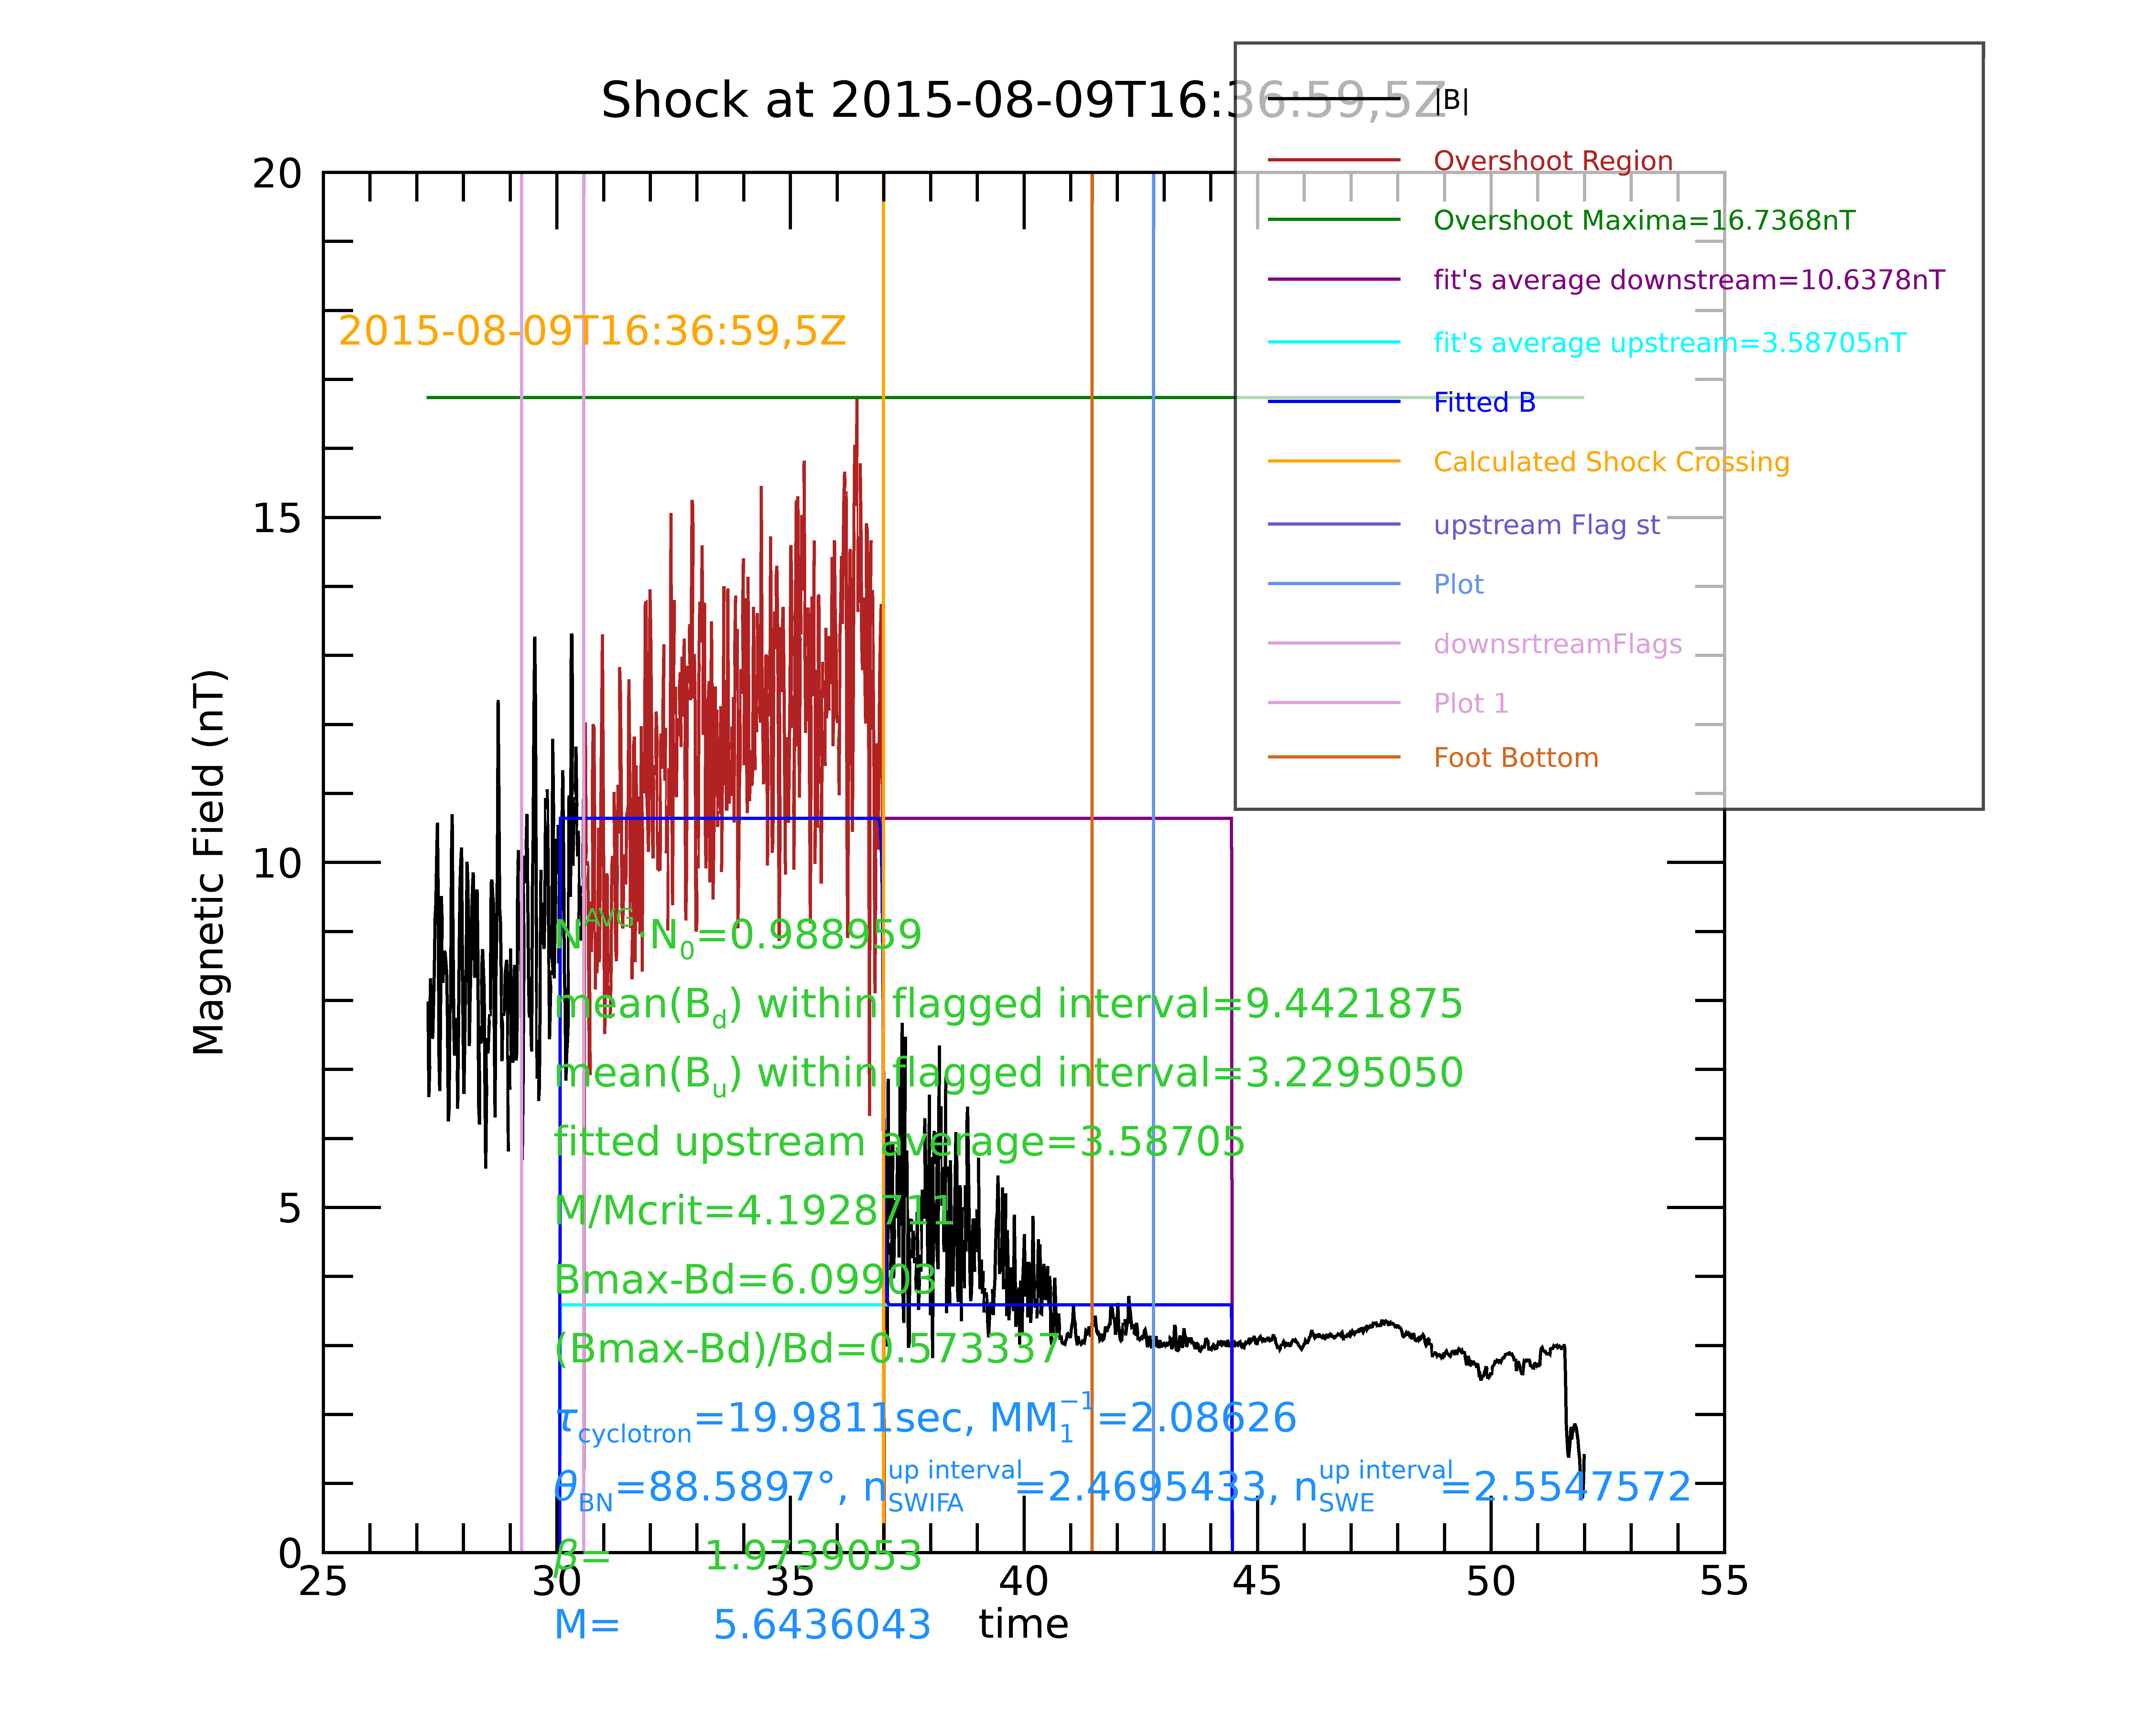 Shock at 2015-08-09T16:36:59,5Z
|B|
Overshoot Region
Overshoot Maxima=16.7368nT
fit's average downstream=10.6378nT
fit's average upstream=3.58705nT
Fitted B
Calculated Shock Crossing
upstream Flag st
Plot
downsrtreamFlags
Plot 1
Foot Bottom
2015-08-09T16:36:59,5Z
20
15
10
5
0
Magnetic Field (nT)
N^AVG·N_0=0.988959
mean(B_d) within flagged interval=9.4421875
mean(B_u) within flagged interval=3.2295050
fitted upstream average=3.58705
M/Mcrit=4.1928711
Bmax-Bd=6.09903
(Bmax-Bd)/Bd=0.573337
τ_cyclotron=19.9811sec, MM_1^−1=2.08626
θ_BN=88.5897°, n_SWIFA^up interval=2.4695433, n_SWE^up interval=2.5547572
β= 1.9739053
25 30 35 40 45 50 55
M= 5.6436043
time